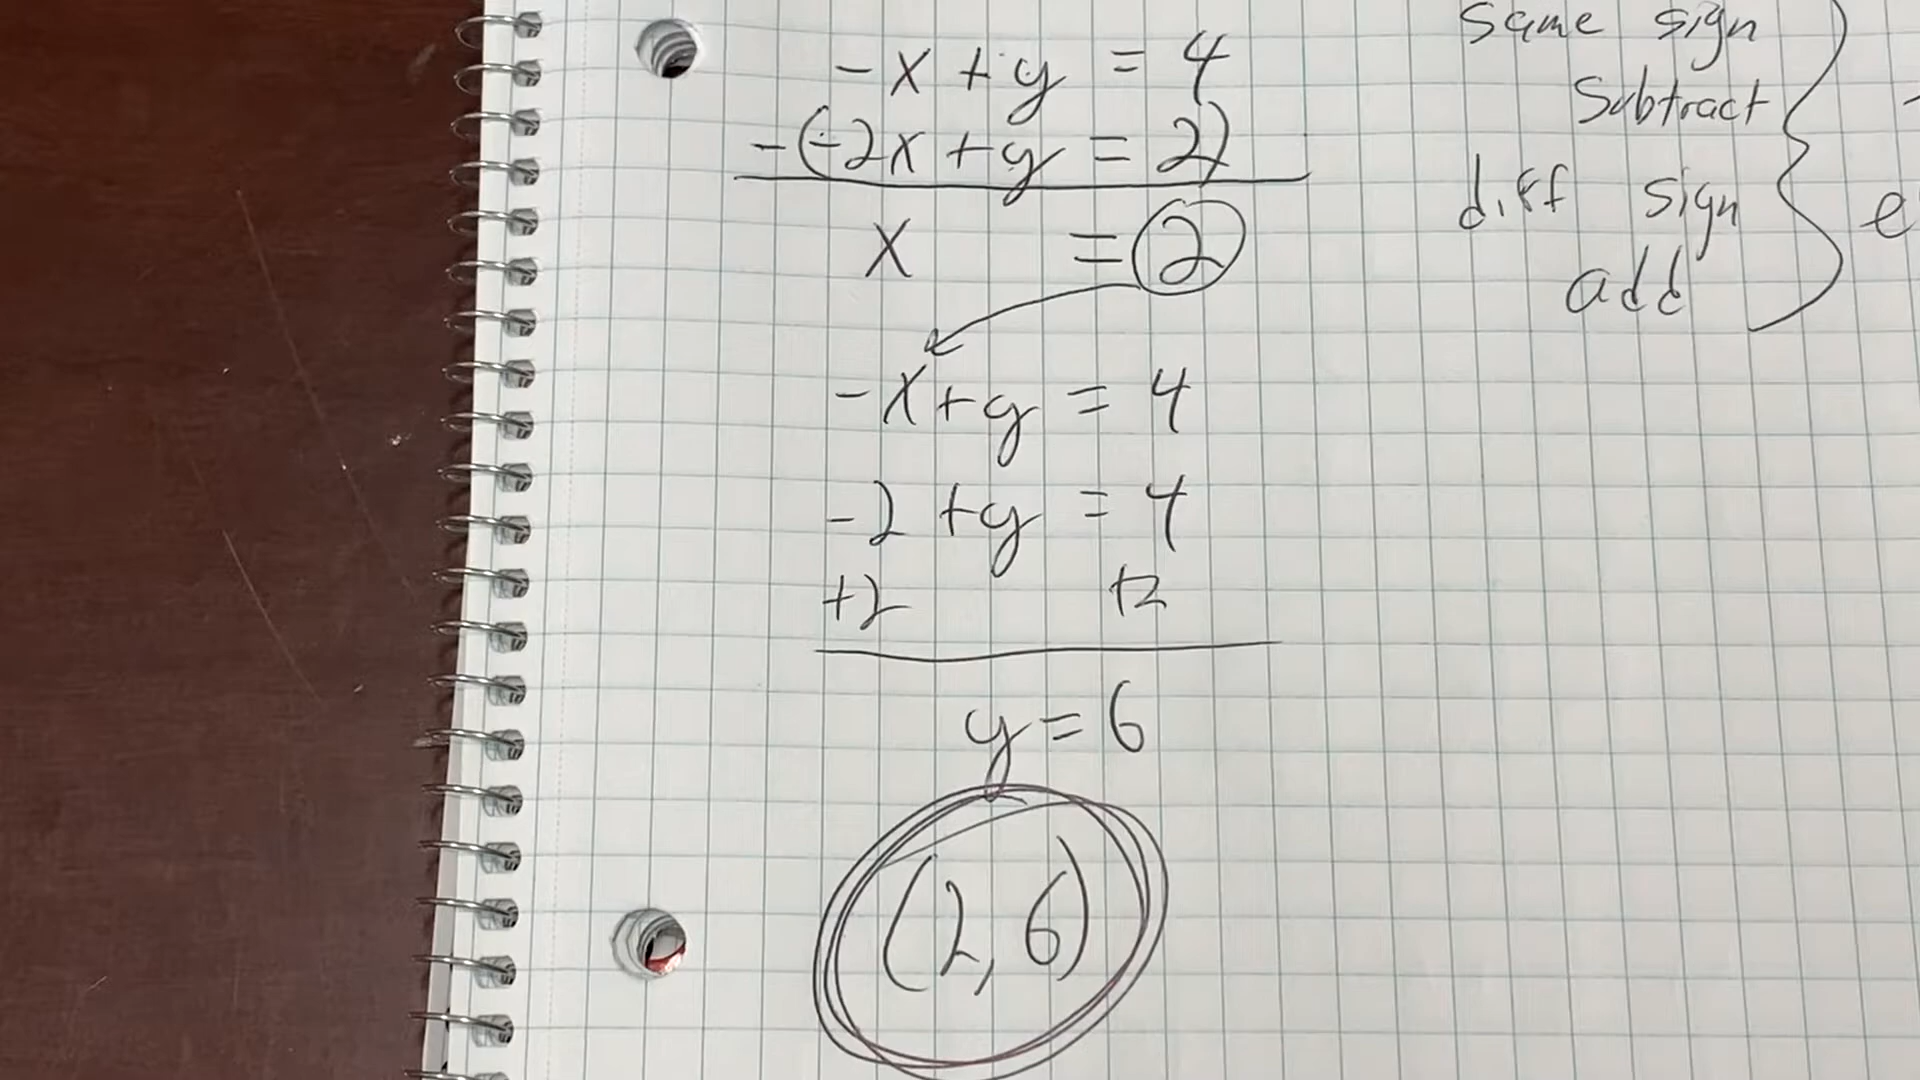 -x + y = 4
-(-2x + y = 2)
x = 2
-x + y = 4
-2 + y = 4
+2 +2
y = 6
(2, 6)
Same sign
Subtract
diff sign
add